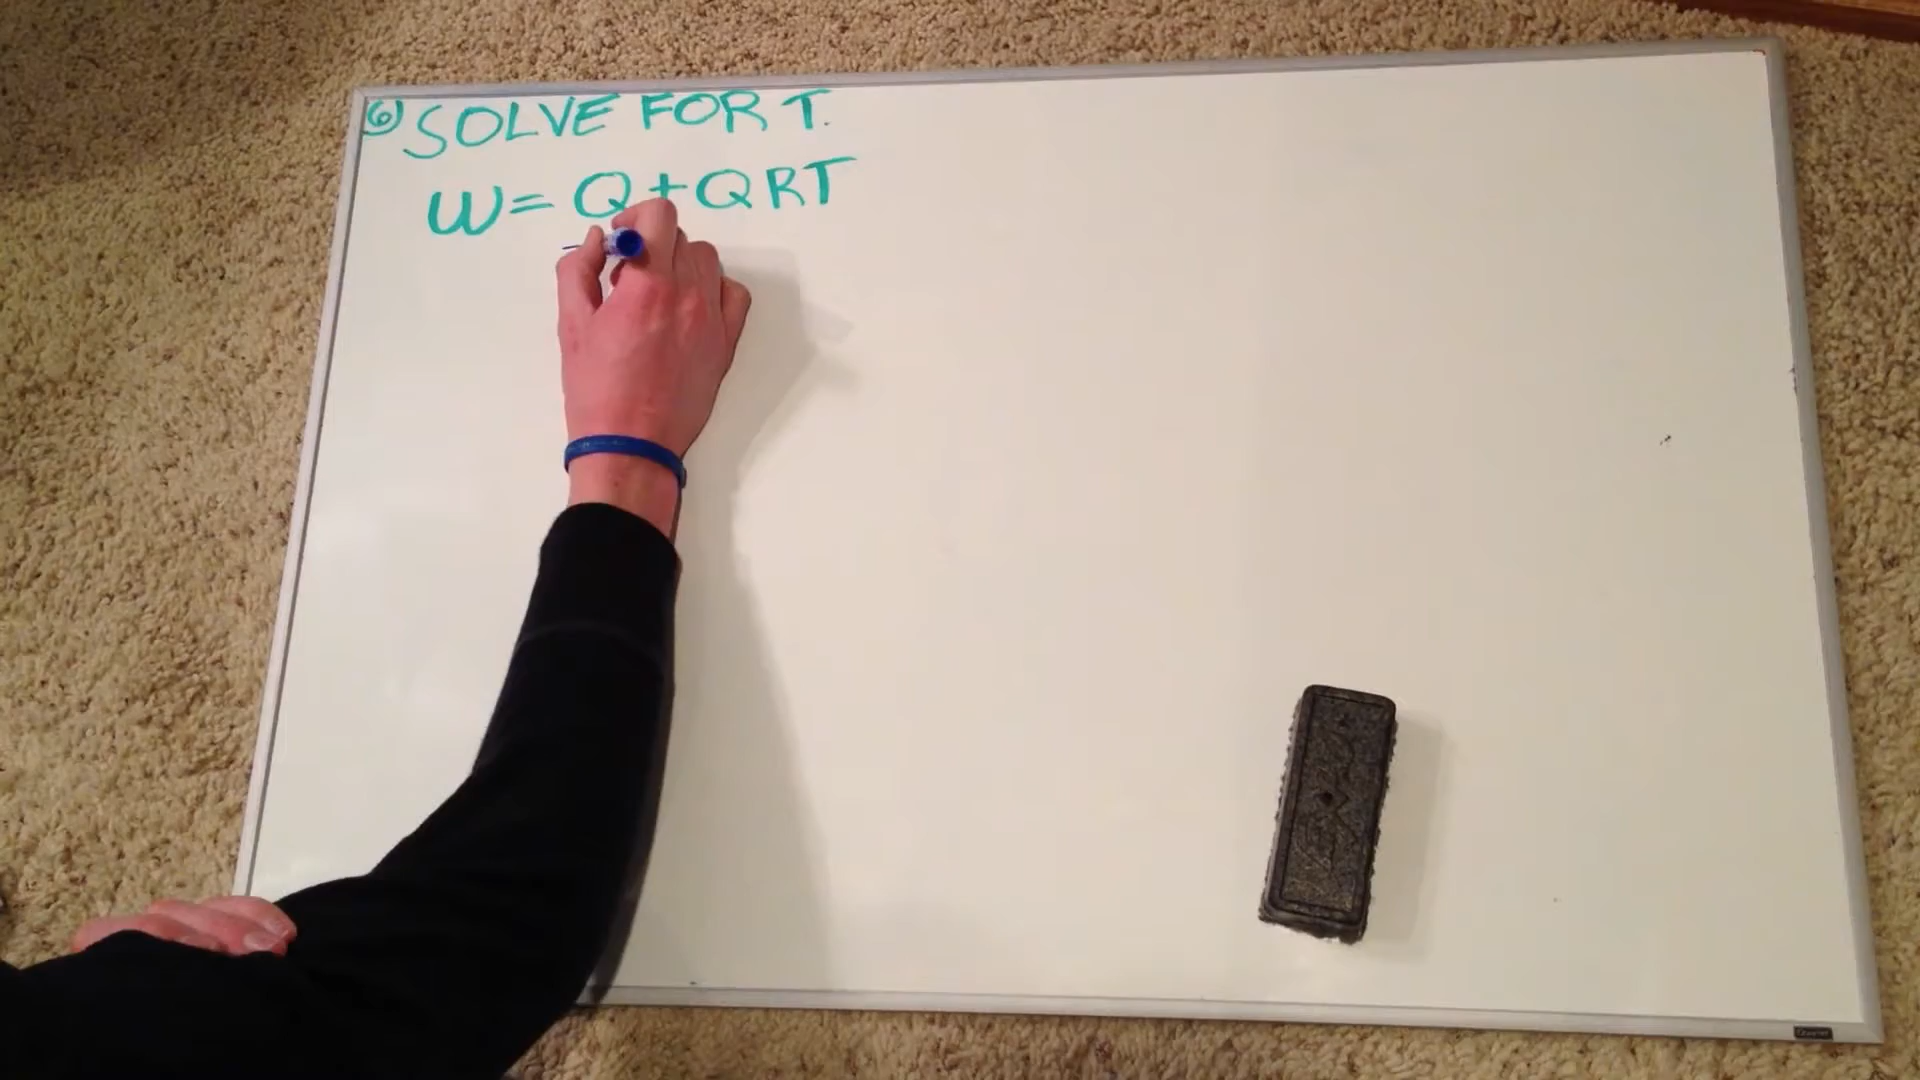 6) SOLVE FOR T.
W = Q + QRT